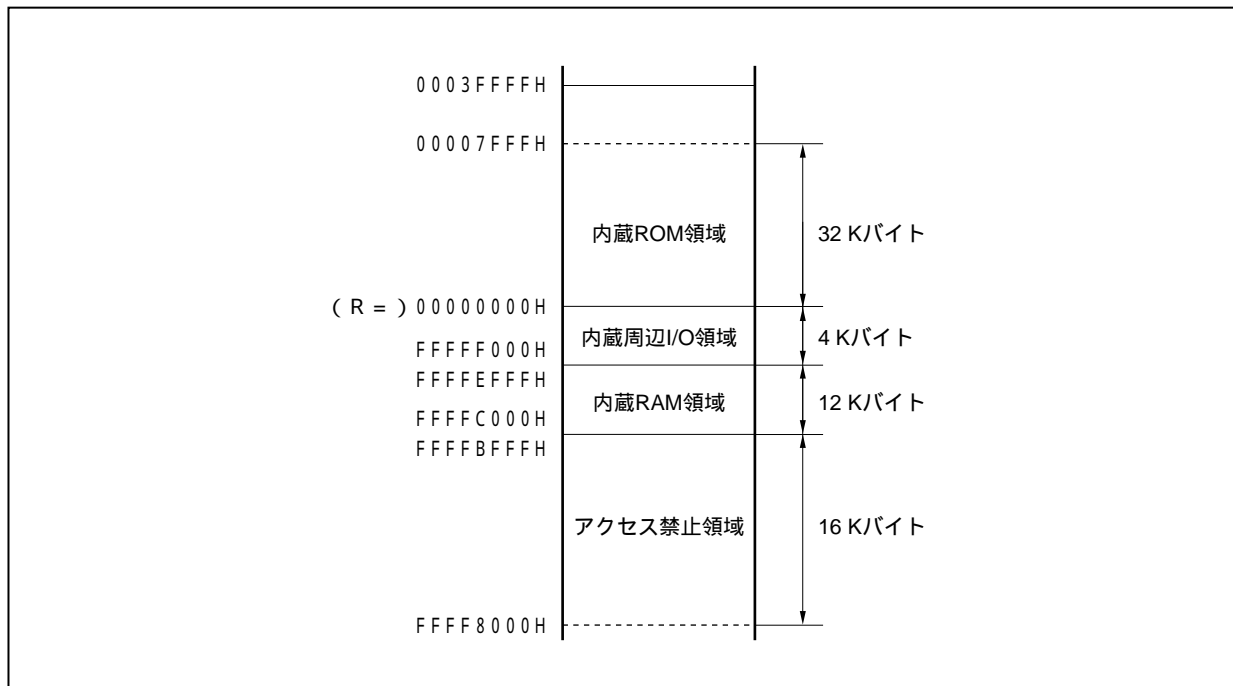 0003FFFFH
00007FFFH
内蔵ROM領域 32 Kバイト
( R = ) 00000000H
内蔵周辺I/O領域 4 Kバイト
FFFFF000H
FFFFEFFFH
内蔵RAM領域 12 Kバイト
FFFFC000H
FFFFBFFFH
アクセス禁止領域 16 Kバイト
FFFF8000H